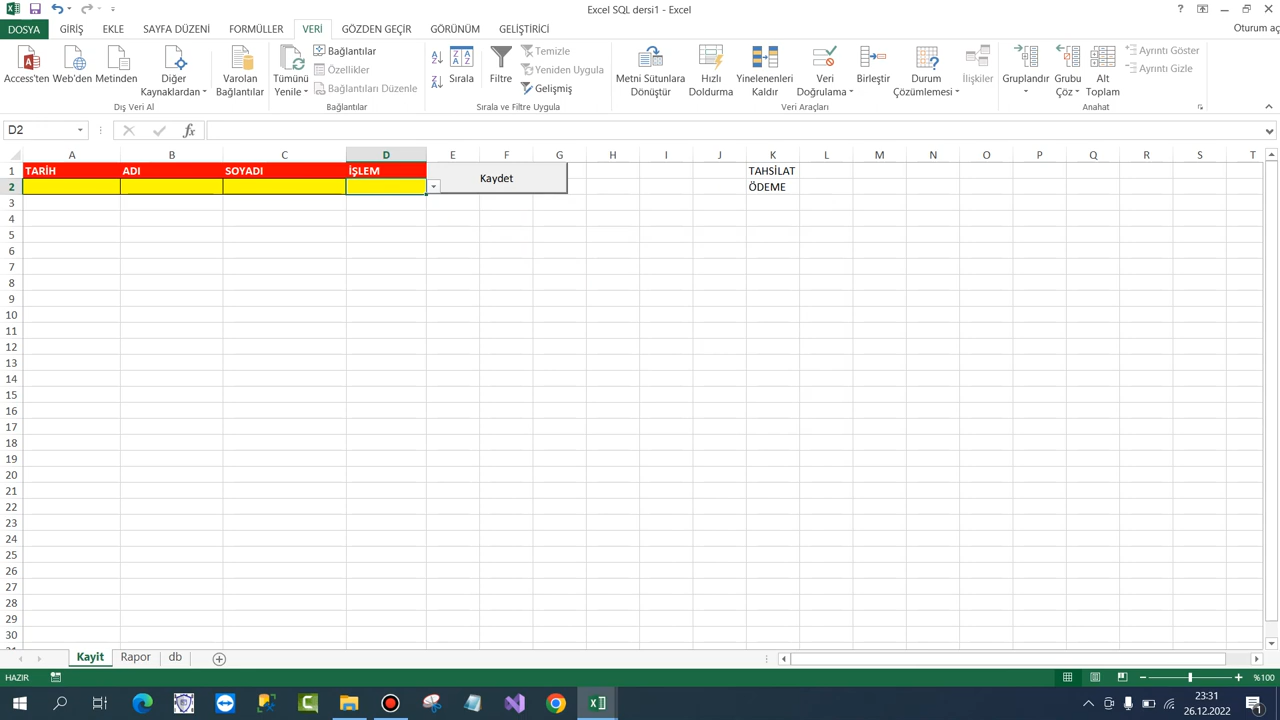 Excel SQL dersi1 - Excel
DOSYA GİRİŞ EKLE SAYFA DÜZENİ FORMÜLLER VERİ GÖZDEN GEÇİR GÖRÜNÜM GELİŞTİRİCİ Oturum aç
Access'ten Web'den Metinden
Diğer
Kaynaklardan
Dış Veri Al
Varolan
Bağlantılar
Tümünü
Yenile
Bağlantılar
Özellikler
Bağlantıları Düzenle
Bağlantılar
Sırala
Filtre
Temizle
Yeniden Uygula
Gelişmiş
Sırala ve Filtre Uygula
Metni Sütunlara
Dönüştür
Hızlı
Doldurma
Yinelenenleri
Kaldır
Veri
Doğrulama
Birleştir
Durum
Çözümlemesi
İlişkiler
Veri Araçları
Gruplandır
Grubu
Çöz
Alt
Toplam
Ayrıntı Göster
Ayrıntı Gizle
Anahat
D2 fx
A B C D E F G H I J K L M N O P Q R S T
1 TARİH ADI SOYADI İŞLEM Kaydet TAHSİLAT
2 ÖDEME
3
4
5
6
7
8
9
10
11
12
13
14
15
16
17
18
19
20
21
22
23
24
25
26
27
28
29
30
Kayit Rapor db
HAZIR %100
23:31
26.12.2022
1